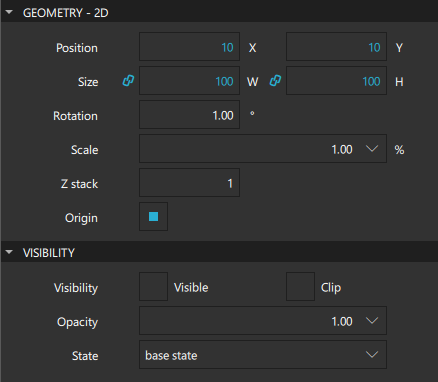 GEOMETRY - 2D
Position 10 X 10 Y
Size 100 W 100 H
Rotation 1.00 °
Scale 1.00 %
Z stack 1
Origin
VISIBILITY
Visibility Visible Clip
Opacity 1.00
State base state